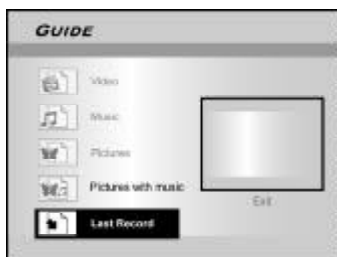 GUIDE
Video
Music
Pictures
Pictures with music
Exit
Last Record